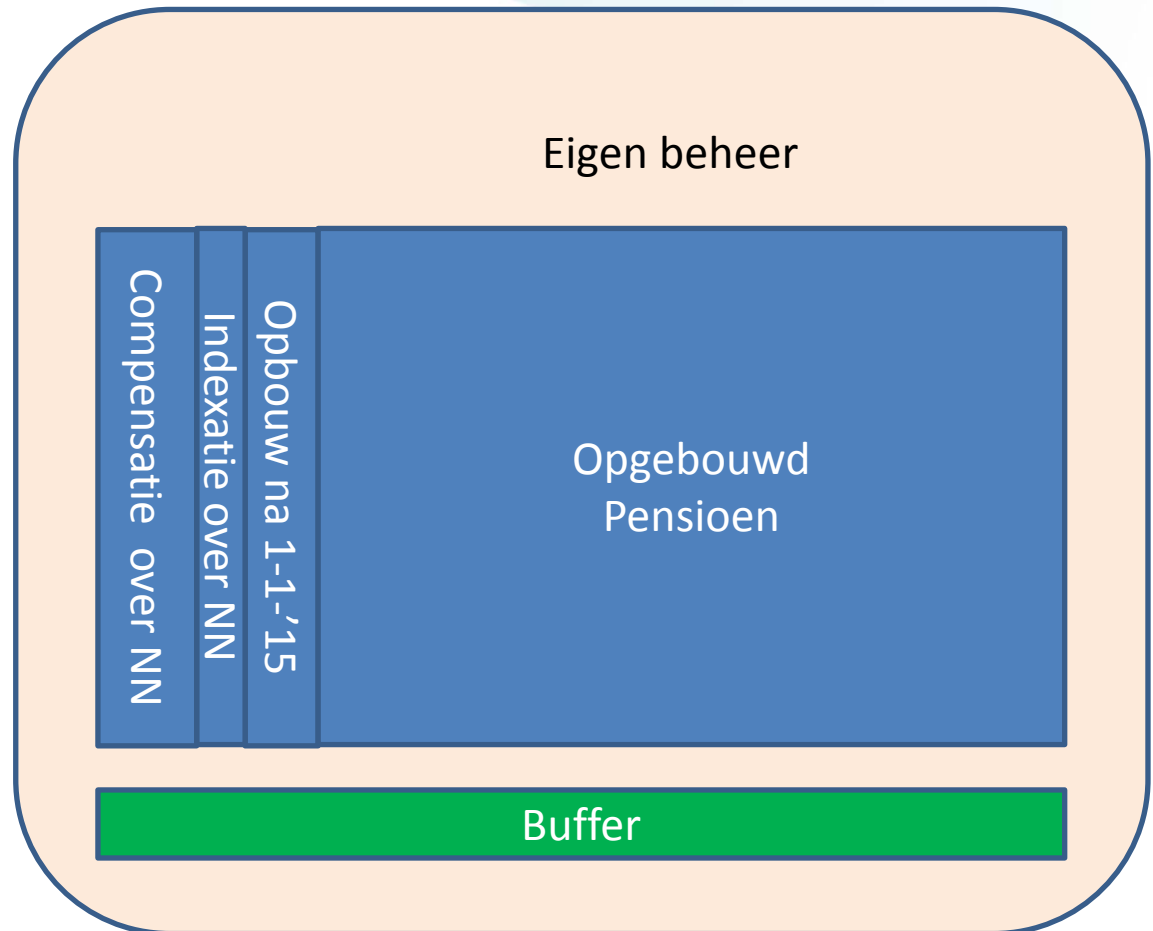 Eigen beheer
Compensatie over NN
Indexatie over NN
Opbouw na 1-1-’15
Opgebouwd
Pensioen
Buffer